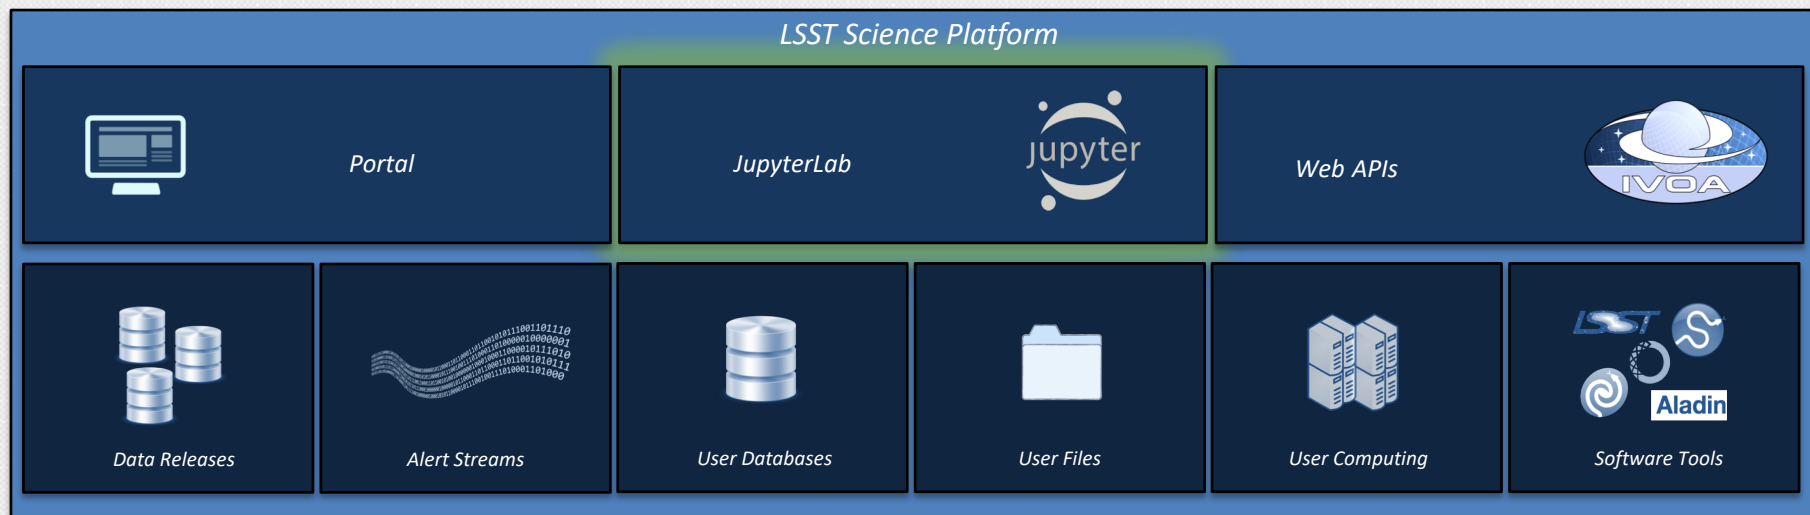 LSST Science Platform
Portal
JupyterLab
jupyter
Web APIs
IVOA
Data Releases
Alert Streams
User Databases
User Files
User Computing
LSST
Aladin
Software Tools